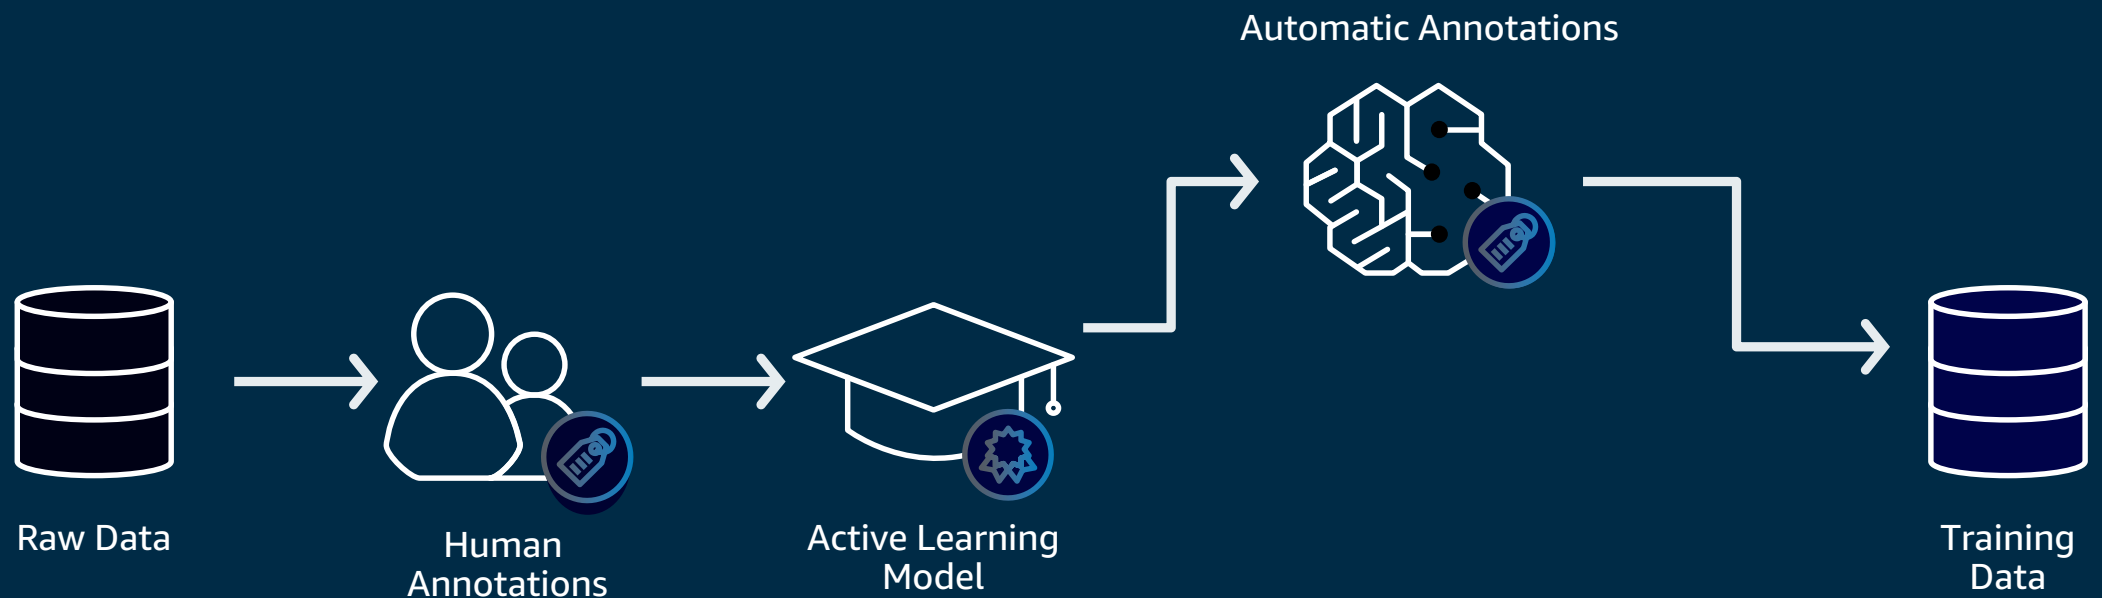 Automatic Annotations
Raw Data
Human
Annotations
Active Learning
Model
Training
Data